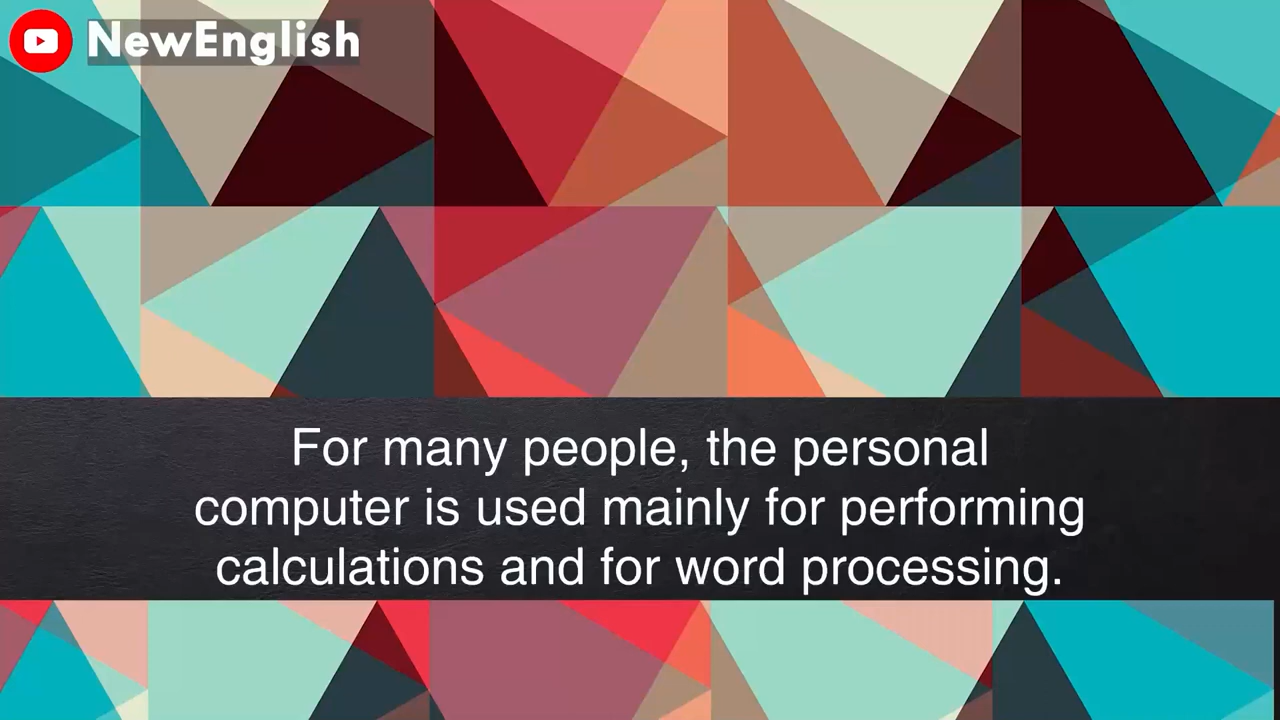 NewEnglish
For many people, the personal
computer is used mainly for performing
calculations and for word processing.